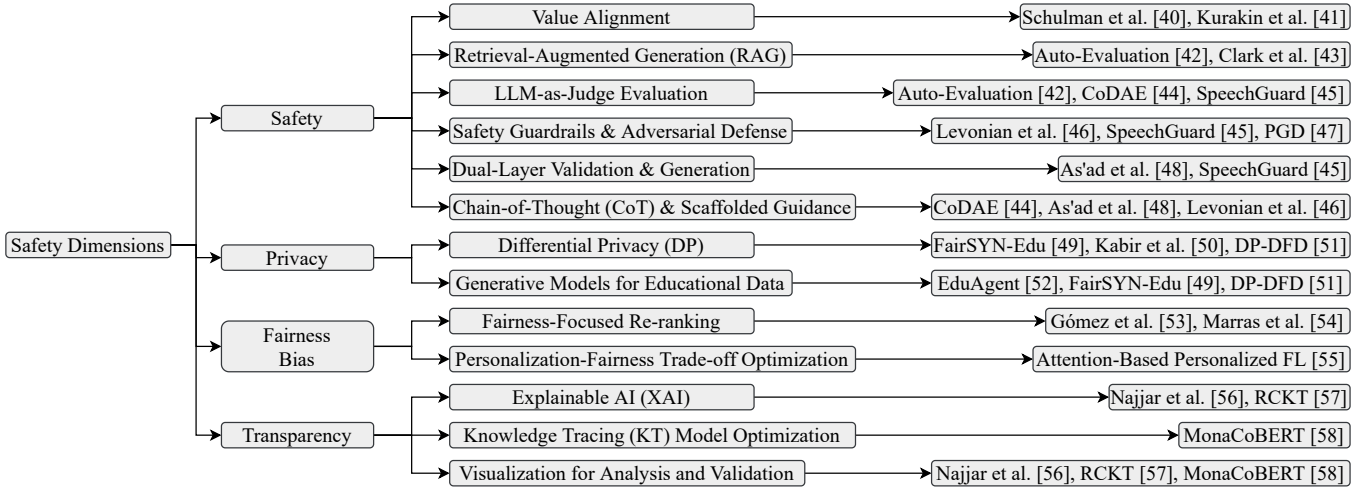 Value Alignment
Schulman et al. [40], Kurakin et al. [41]
Retrieval-Augmented Generation (RAG)
Auto-Evaluation [42], Clark et al. [43]
LLM-as-Judge Evaluation
Auto-Evaluation [42], CoDAE [44], SpeechGuard [45]
Safety
Safety Guardrails & Adversarial Defense
Levonian et al. [46], SpeechGuard [45], PGD [47]
Dual-Layer Validation & Generation
As'ad et al. [48], SpeechGuard [45]
Chain-of-Thought (CoT) & Scaffolded Guidance
CoDAE [44], As'ad et al. [48], Levonian et al. [46]
Safety Dimensions
Privacy
Differential Privacy (DP)
FairSYN-Edu [49], Kabir et al. [50], DP-DFD [51]
Generative Models for Educational Data
EduAgent [52], FairSYN-Edu [49], DP-DFD [51]
Fairness
Bias
Fairness-Focused Re-ranking
Gómez et al. [53], Marras et al. [54]
Personalization-Fairness Trade-off Optimization
Attention-Based Personalized FL [55]
Transparency
Explainable AI (XAI)
Najjar et al. [56], RCKT [57]
Knowledge Tracing (KT) Model Optimization
MonaCoBERT [58]
Visualization for Analysis and Validation
Najjar et al. [56], RCKT [57], MonaCoBERT [58]